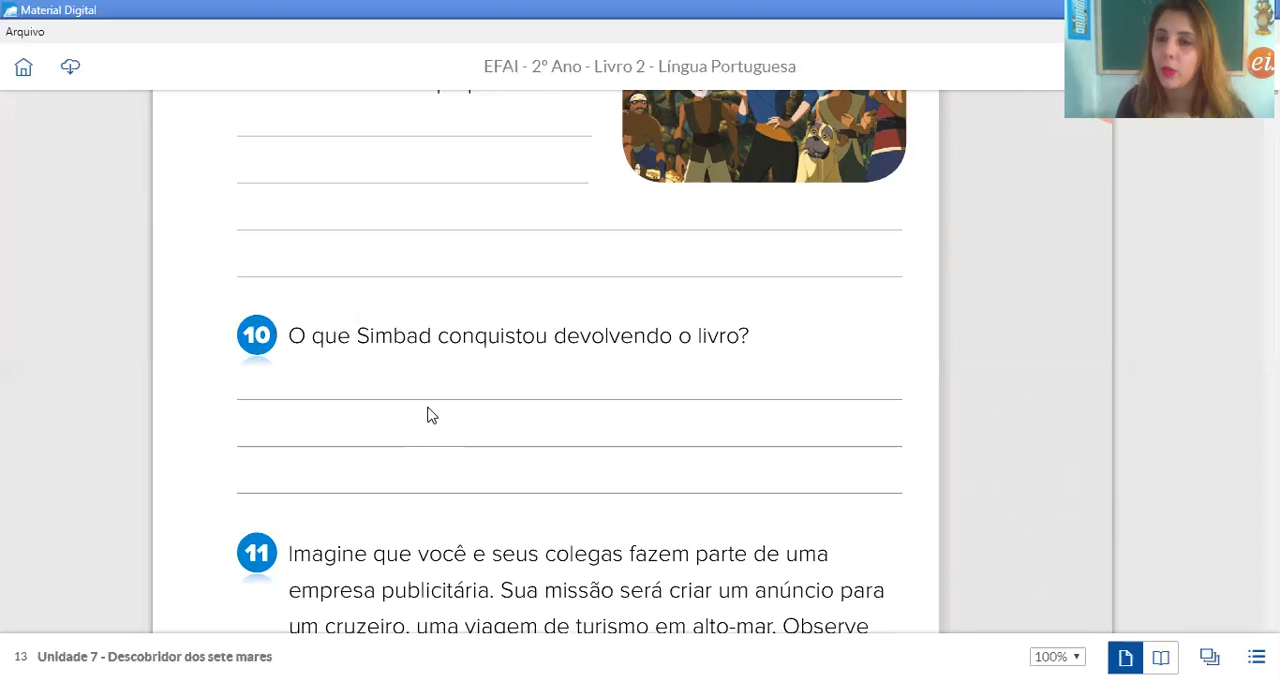 Material Digital
Arquivo
EFAI - 2º Ano - Livro 2 - Língua Portuguesa
ei.
10 O que Simbad conquistou devolvendo o livro?
11 Imagine que você e seus colegas fazem parte de uma
empresa publicitária. Sua missão será criar um anúncio para
um cruzeiro, uma viagem de turismo em alto-mar. Observe
13 Unidade 7 - Descobridor dos sete mares
100%